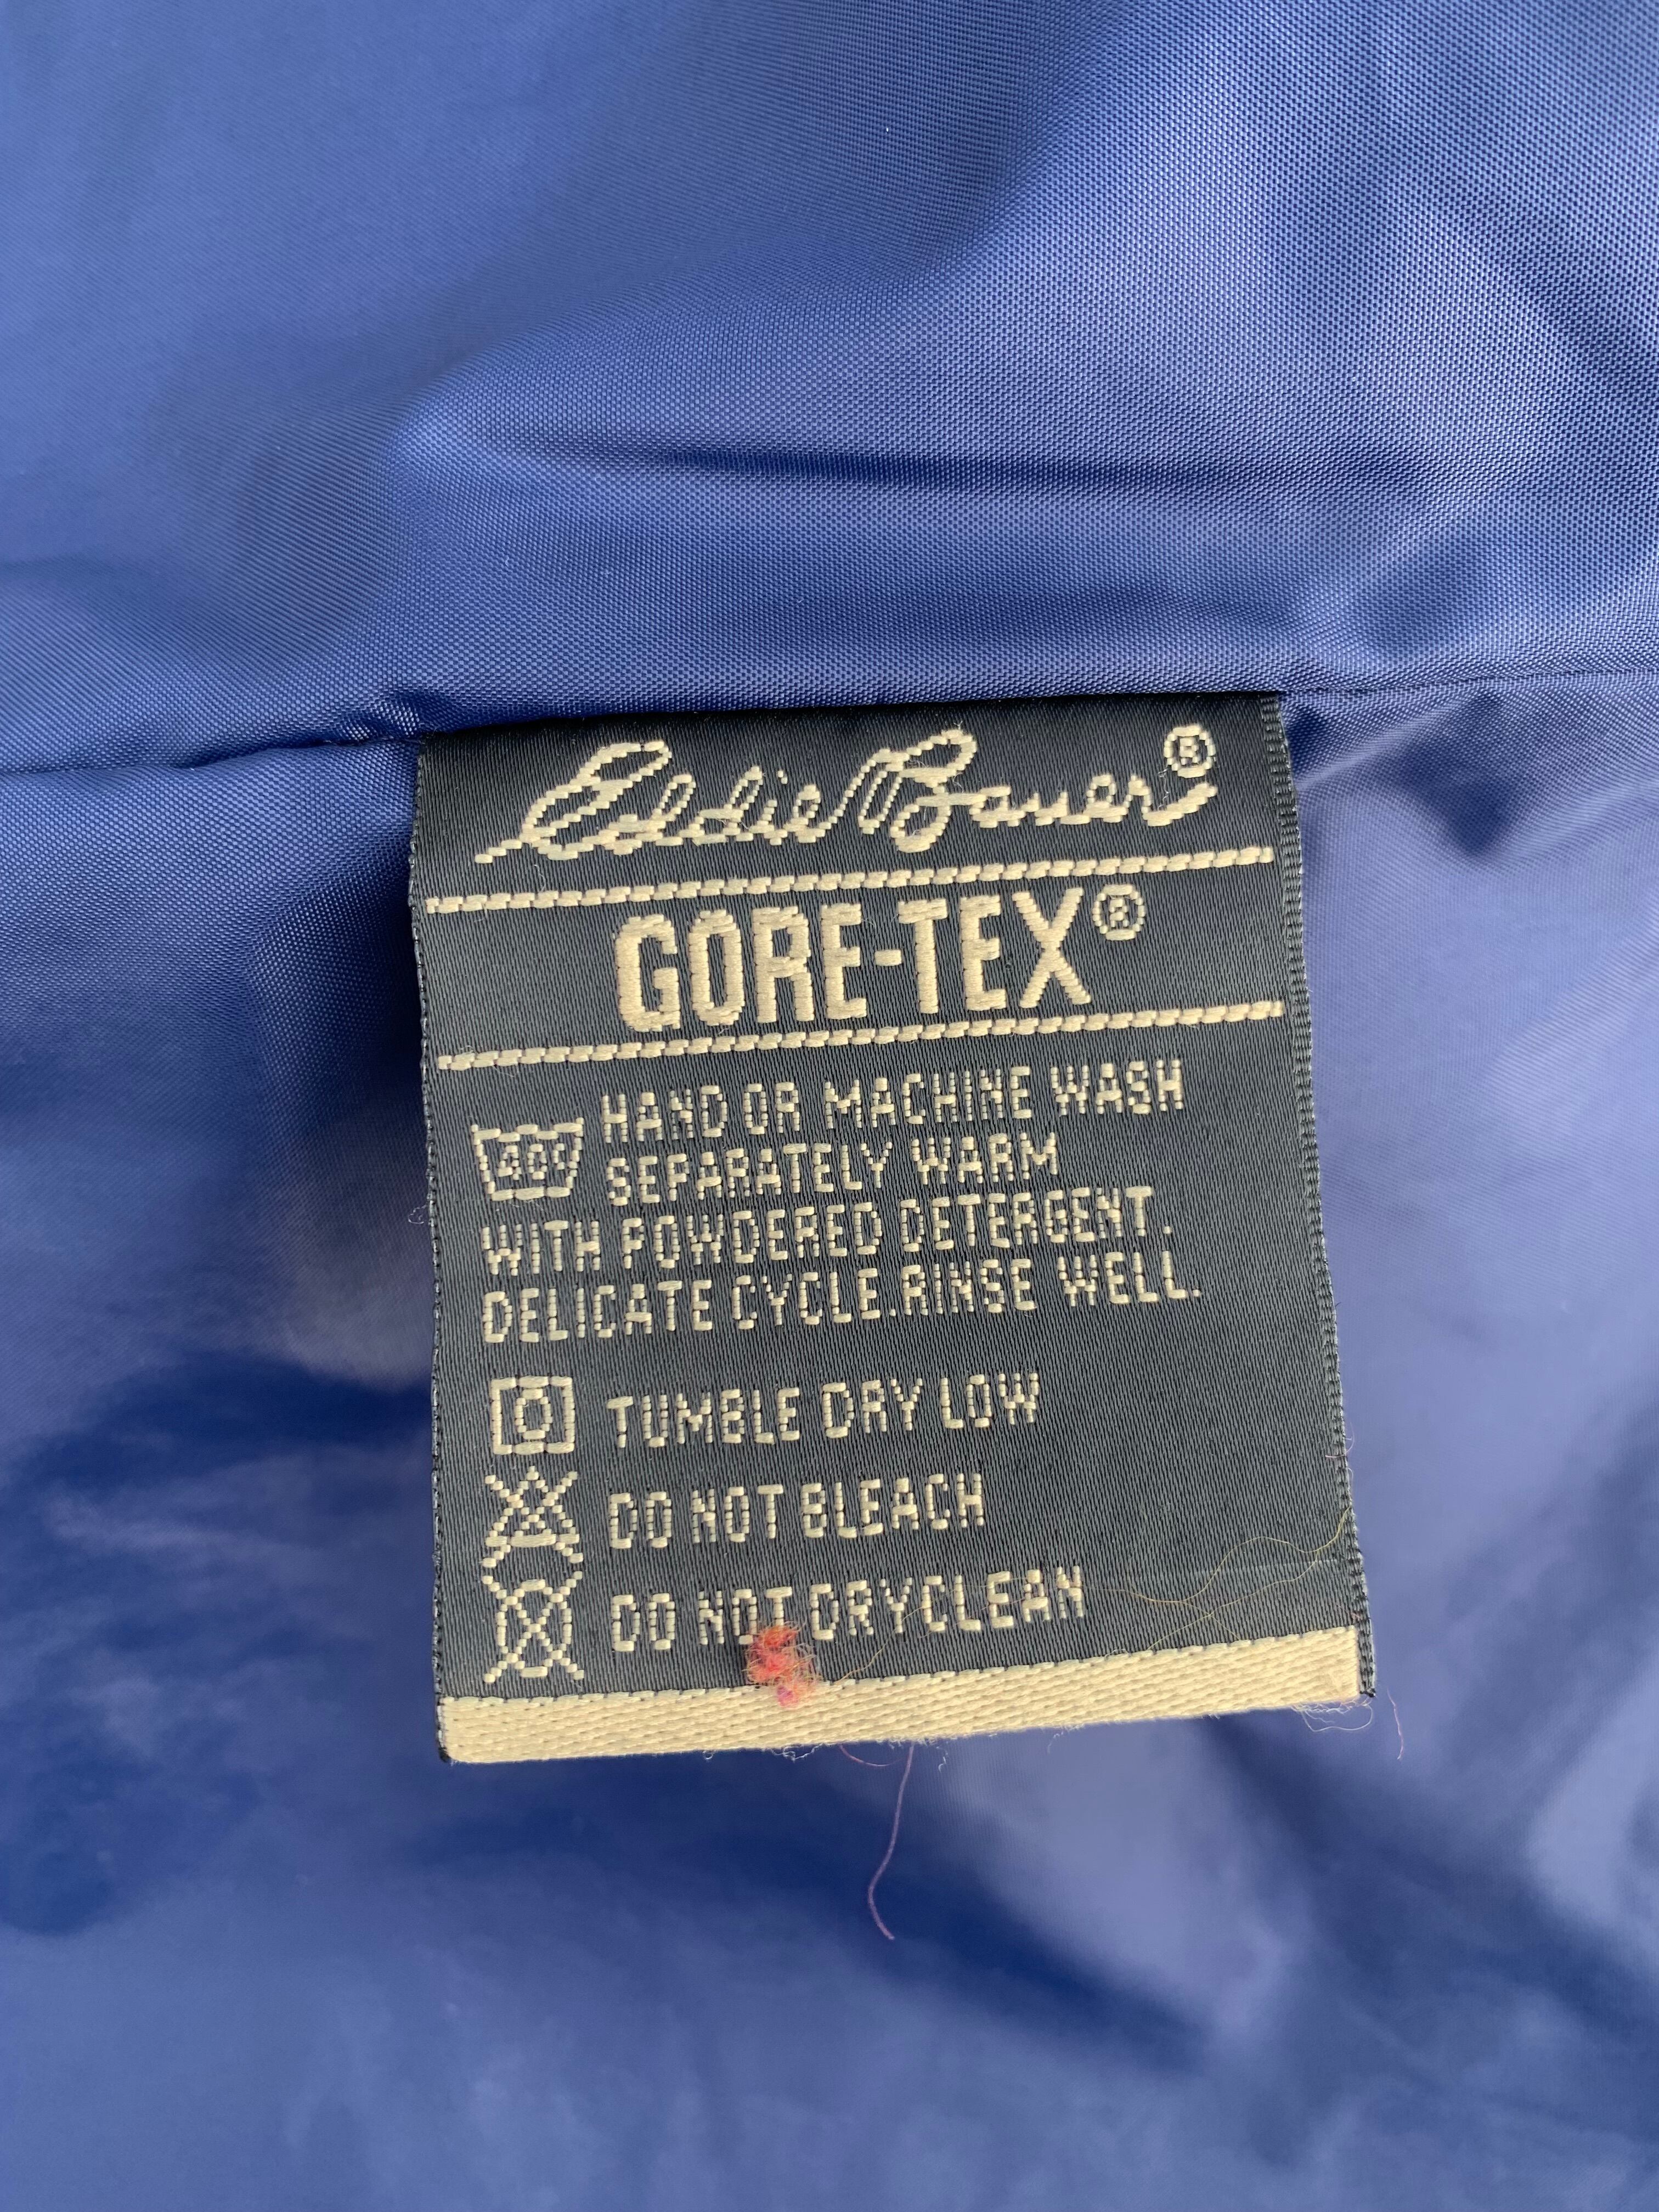 Eddie Bauer®
GORE-TEX®
HAND OR MACHINE WASH
40° SEPARATELY WARM
WITH POWDERED DETERGENT.
DELICATE CYCLE.RINSE WELL.
TUMBLE DRY LOW
DO NOT BLEACH
DO NOT DRYCLEAN